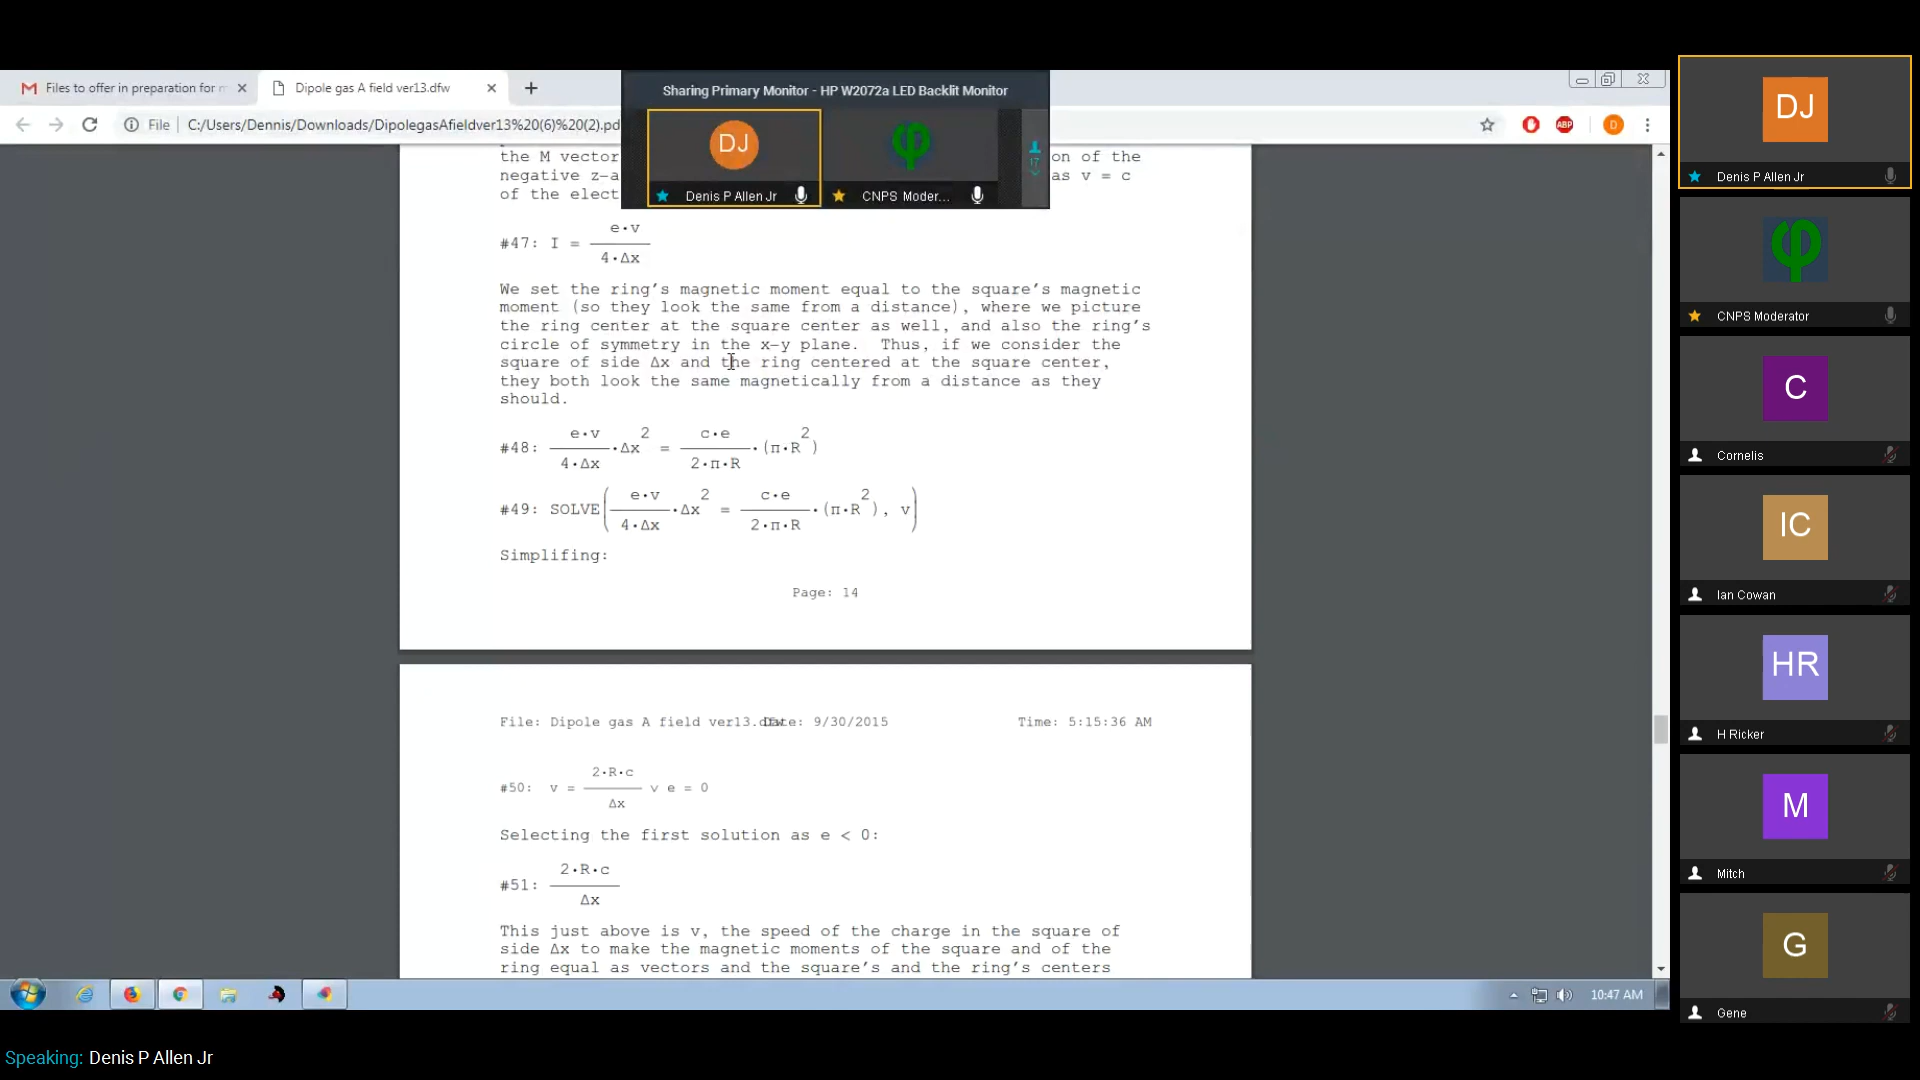 Files to offer in preparation for
Dipole gas A field ver13.dfw
Sharing Primary Monitor - HP W2072a LED Backlit Monitor
File
C:/Users/Dennis/Downloads/DipolegasAfieldver13%20(6)%20(2).pd
ABP
D
DJ
Denis P Allen Jr
CNPS Moder...
17
the M vector
on of the
negative z-a
as v = c
of the elect
e·v
#47: I =
4·Δx
We set the ring's magnetic moment equal to the square's magnetic
moment (so they look the same from a distance), where we picture
the ring center at the square center as well, and also the ring's
circle of symmetry in the x-y plane. Thus, if we consider the
square of side Δx and the ring centered at the square center,
they both look the same magnetically from a distance as they
should.
e·v 2 c·e 2
#48: ·Δx = ·(π·R )
4·Δx 2·π·R
e·v 2 c·e 2
#49: SOLVE( ·Δx = ·(π·R ), v)
4·Δx 2·π·R
Simplifing:
Page: 14
File: Dipole gas A field ver13.dfw
Date: 9/30/2015
Time: 5:15:36 AM
2·R·c
#50: v = v e = 0
Δx
Selecting the first solution as e < 0:
2·R·c
#51:
Δx
This just above is v, the speed of the charge in the square of
side Δx to make the magnetic moments of the square and of the
ring equal as vectors and the square's and the ring's centers
10:47 AM
DJ
Denis P Allen Jr
CNPS Moderator
C
Cornelis
IC
Ian Cowan
HR
H Ricker
M
Mitch
G
Gene
Speaking: Denis P Allen Jr